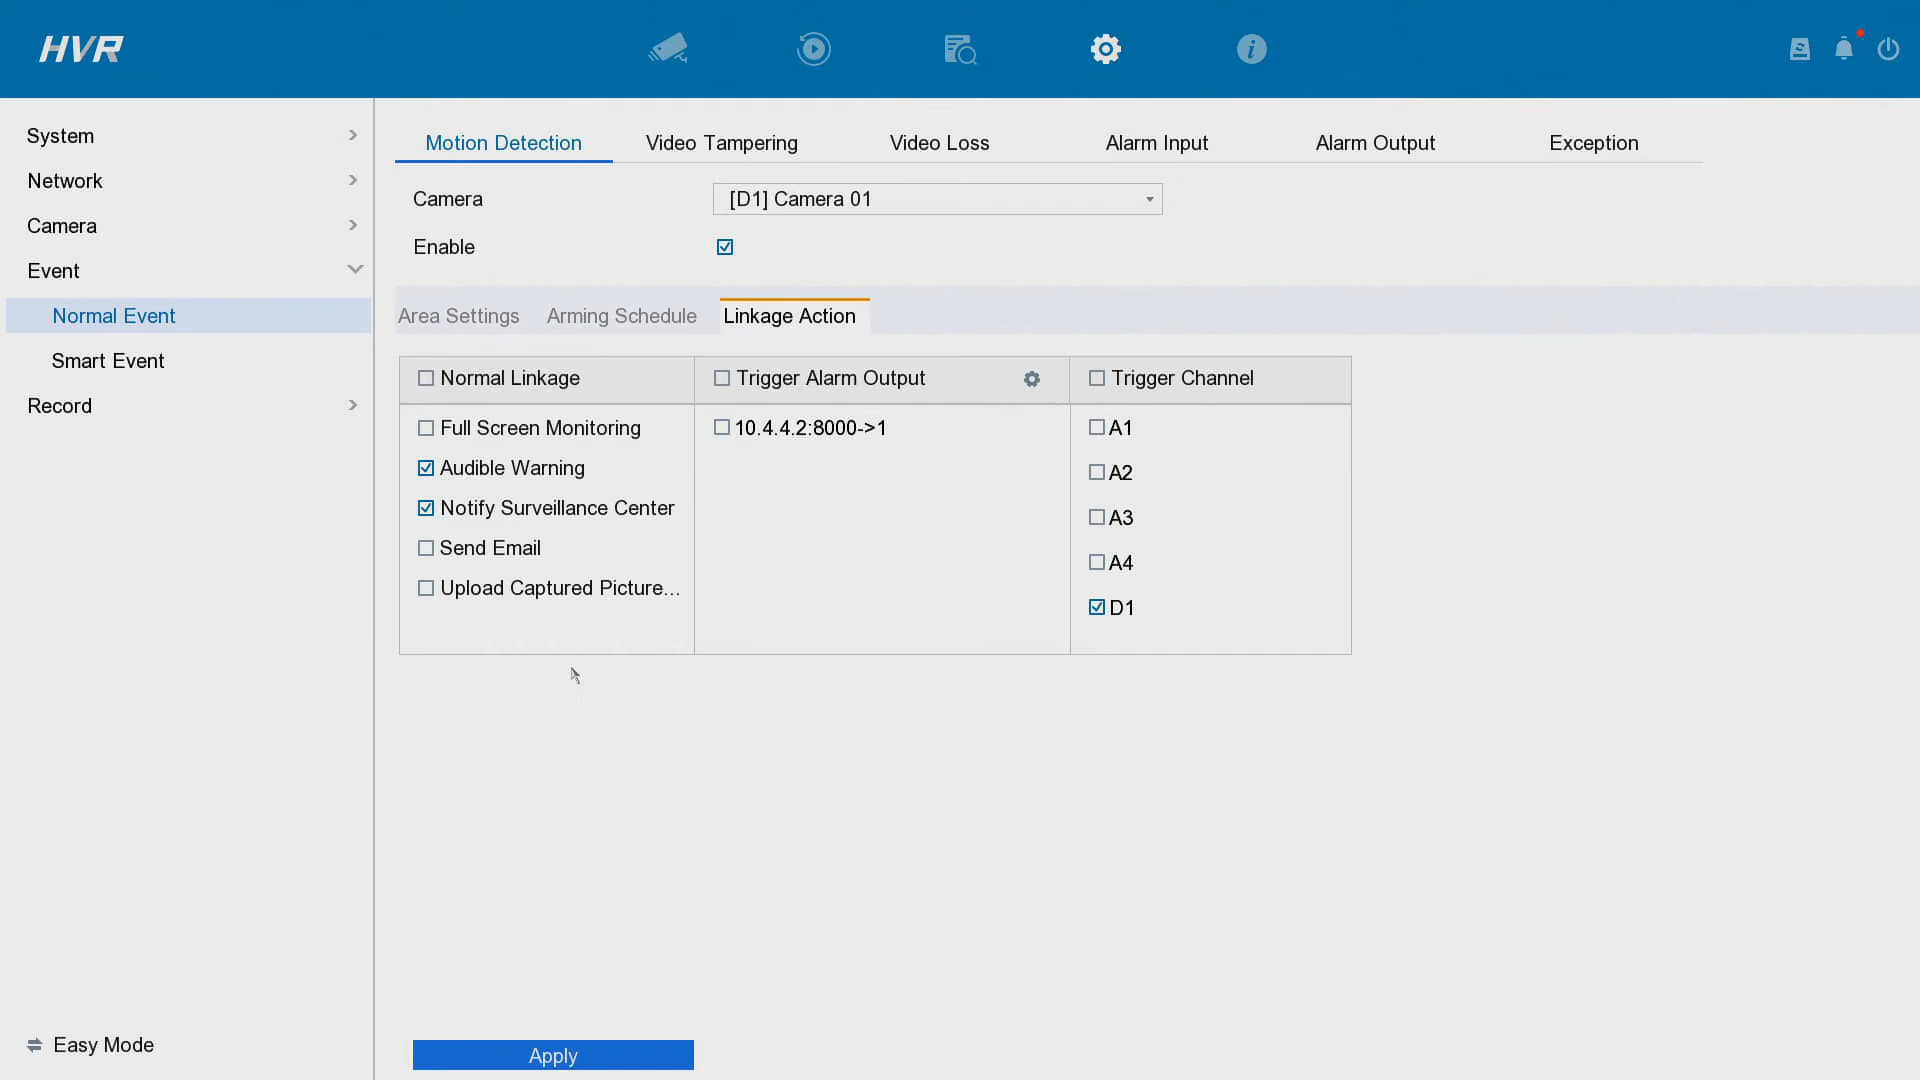 HVR
System
Network
Camera
Event
Normal Event
Smart Event
Record
Easy Mode
Motion Detection Video Tampering Video Loss Alarm Input Alarm Output Exception
Camera [D1] Camera 01
Enable
Area Settings Arming Schedule Linkage Action
Normal Linkage Trigger Alarm Output Trigger Channel
Full Screen Monitoring 10.4.4.2:8000->1 A1
Audible Warning A2
Notify Surveillance Center A3
Send Email A4
Upload Captured Picture... D1
Apply